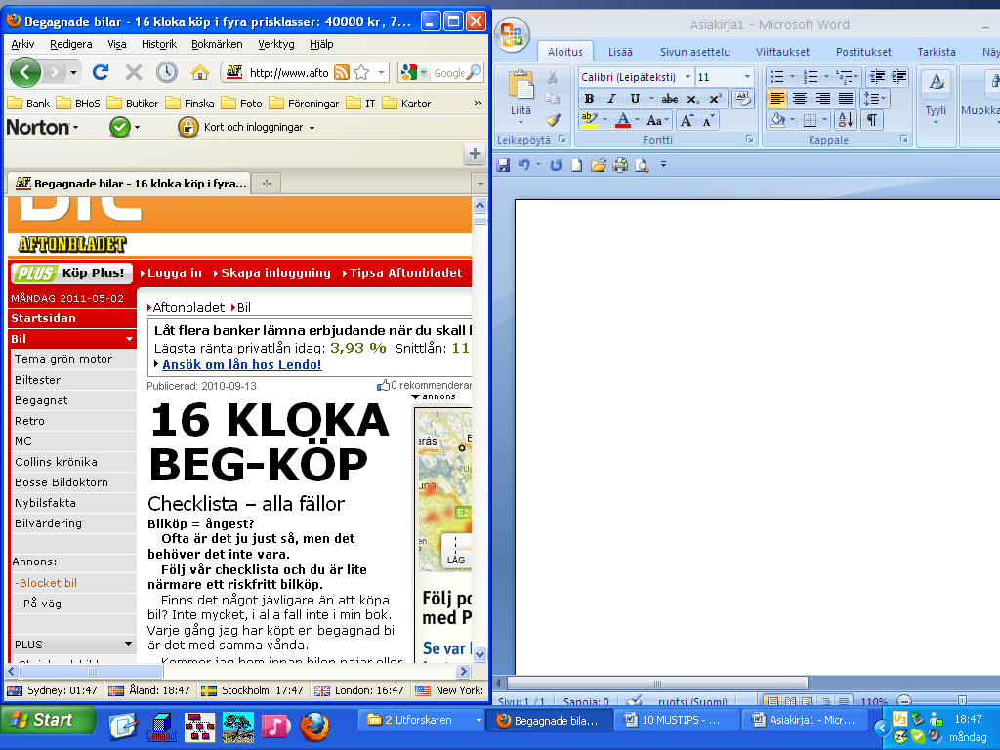 Begagnade bilar - 16 kloka köp i fyra prisklasser: 40000 kr, 7...
Arkiv Redigera Visa Historik Bokmärken Verktyg Hjälp
http://www.afto
Google
Bank BHoS Butiker Finska Foto Föreningar IT Kartor »
Norton
Kort och inloggningar
Begagnade bilar - 16 kloka köp i fyra...
AFTONBLADET
PLUS Köp Plus! Logga in Skapa inloggning Tipsa Aftonbladet
MÅNDAG 2011-05-02
Startsidan
Bil
Tema grön motor
Biltester
Begagnat
Retro
MC
Collins krönika
Bosse Bildoktorn
Nybilsfakta
Bilvärdering
Annons:
-Blocket bil
- På väg
PLUS
Aftonbladet Bil
Låt flera banker lämna erbjudande när du skall
Lägsta ränta privatlån idag: 3,93 % Snittlån: 11
Ansök om lån hos Lendo!
Publicerad: 2010-09-13
0 rekommenderar
annons
16 KLOKA
BEG-KÖP
Checklista – alla fällor
Bilköp = ångest?
Ofta är det ju just så, men det
behöver det inte vara.
Följ vår checklista och du är lite
närmare ett riskfritt bilköp.
Finns det något jävligare än att köpa
bil? Inte mycket, i alla fall inte i min bok.
Varje gång jag har köpt en begagnad bil
är det med samma vånda.
Kommer jag hem innan bilen pajar eller
erås
una
E2
LÅG
Följ po
med P
Se var
Sydney: 01:47 Åland: 18:47 Stockholm: 17:47 London: 16:47 New York:
Asiakirja1 - Microsoft Word
Aloitus Lisää Sivun asettelu Viittaukset Postitukset Tarkista Näy
Liitä
Leikepöytä
Calibri (Leipäteksti) 11
B I U abc x₂ x² 
ab A Aa A A
Fontti
Kappale
Tyyli
Muokka
Sivu: 1 / 1 Sanoja: 0 ruotsi (Suomi) 110%
Start
Compact
2 Utforskaren
Begagnade bila...
10 MUSTIPS - ...
Asiakirja1 - Micr...
18:47
måndag